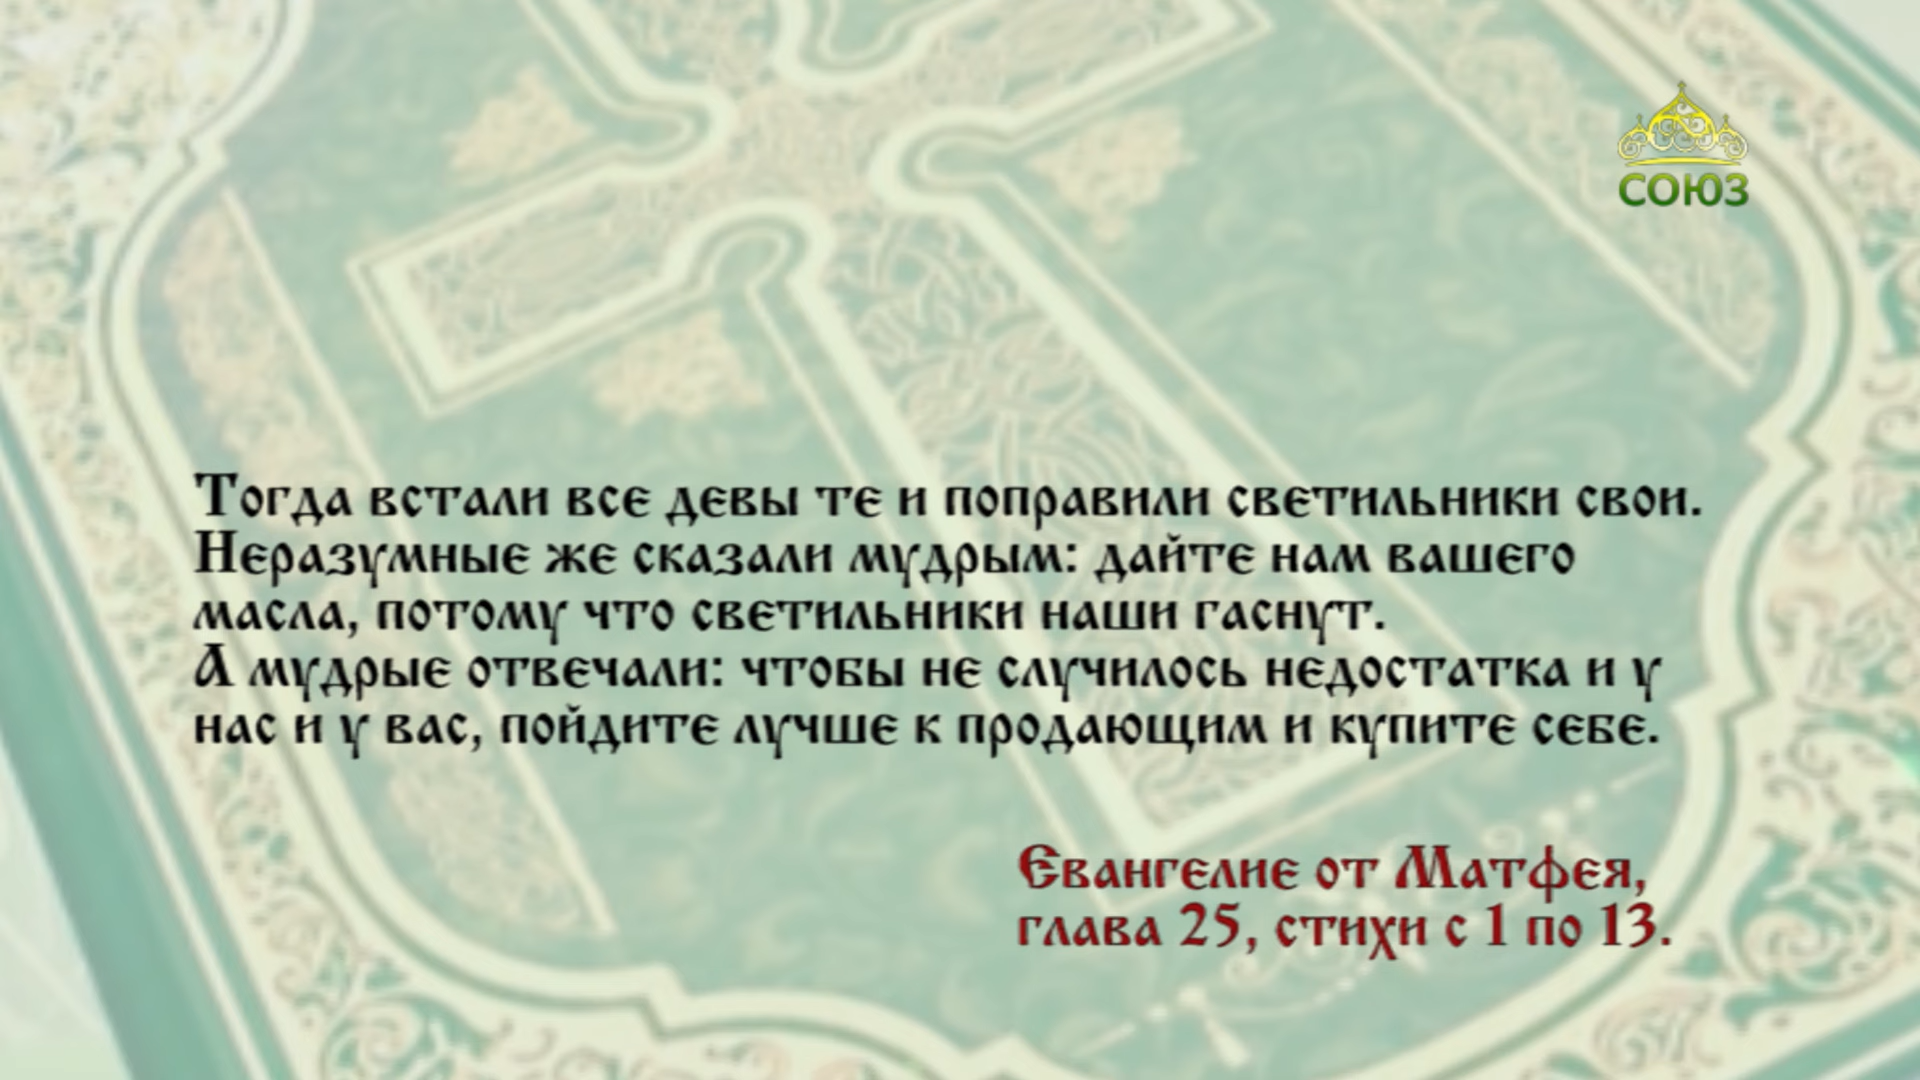 СОЮЗ
Тогда встали все девы те и поправили светильники свои.
Неразумные же сказали мудрым: дайте нам вашего
масла, потому что светильники наши гаснут.
А мудрые отвечали: чтобы не случилось недостатка и у
нас и у вас, пойдите лучше к продающим и купите себе.
Евангелие от Матфея,
глава 25, стихи с 1 по 13.